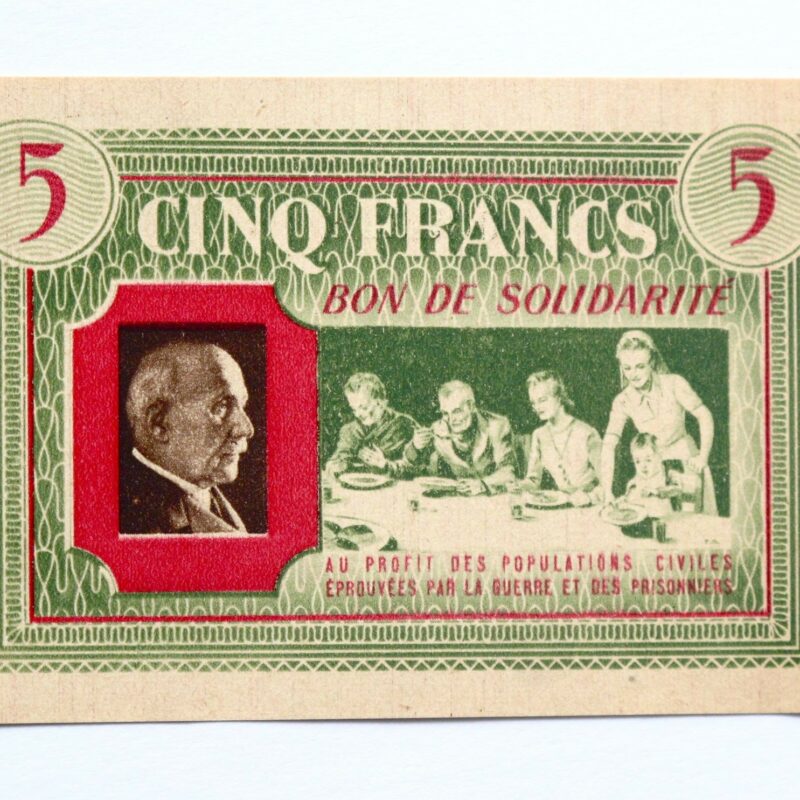 5 5
CINQ FRANCS
BON DE SOLIDARITÉ
AU PROFIT DES POPULATIONS CIVILES
ÉPROUVÉES PAR LA GUERRE ET DES PRISONNIERS